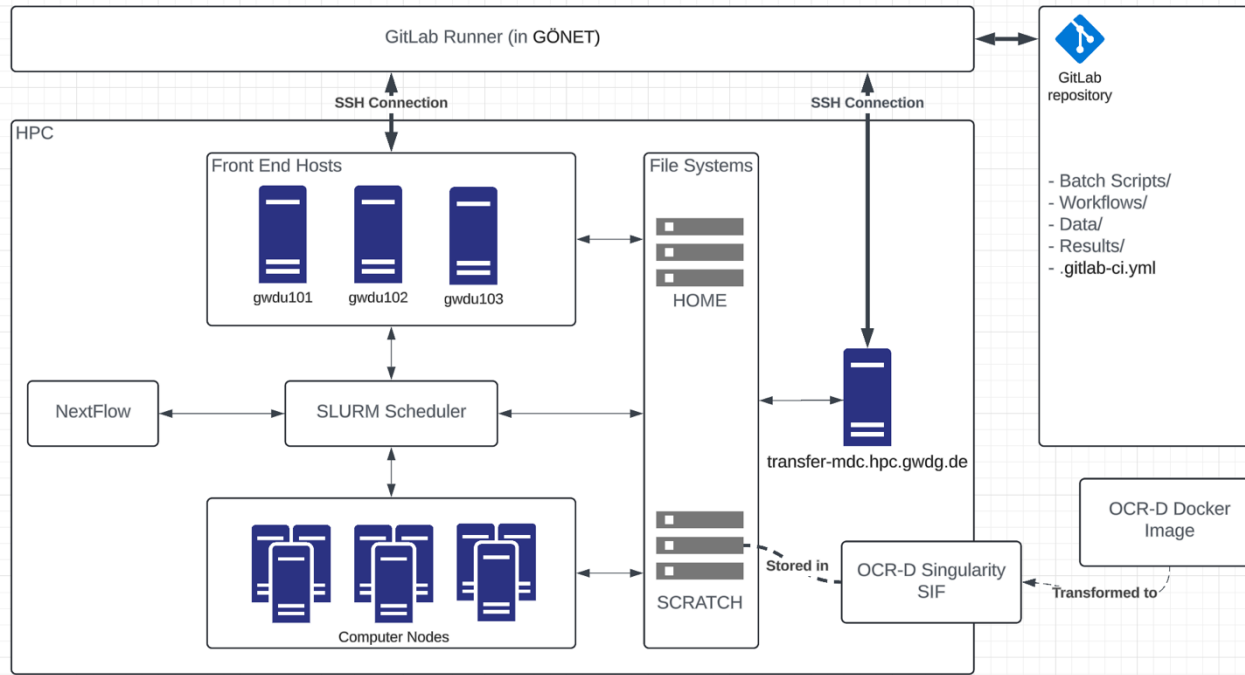 GitLab Runner (in GÖNET)
GitLab
repository
SSH Connection
SSH Connection
HPC
Front End Hosts
File Systems
- Batch Scripts/
- Workflows/
- Data/
- Results/
- .gitlab-ci.yml
gwdu101
gwdu102
gwdu103
HOME
NextFlow
SLURM Scheduler
transfer-mdc.hpc.gwdg.de
OCR-D Docker
Image
Stored in
OCR-D Singularity
SIF
Transformed to
SCRATCH
Computer Nodes